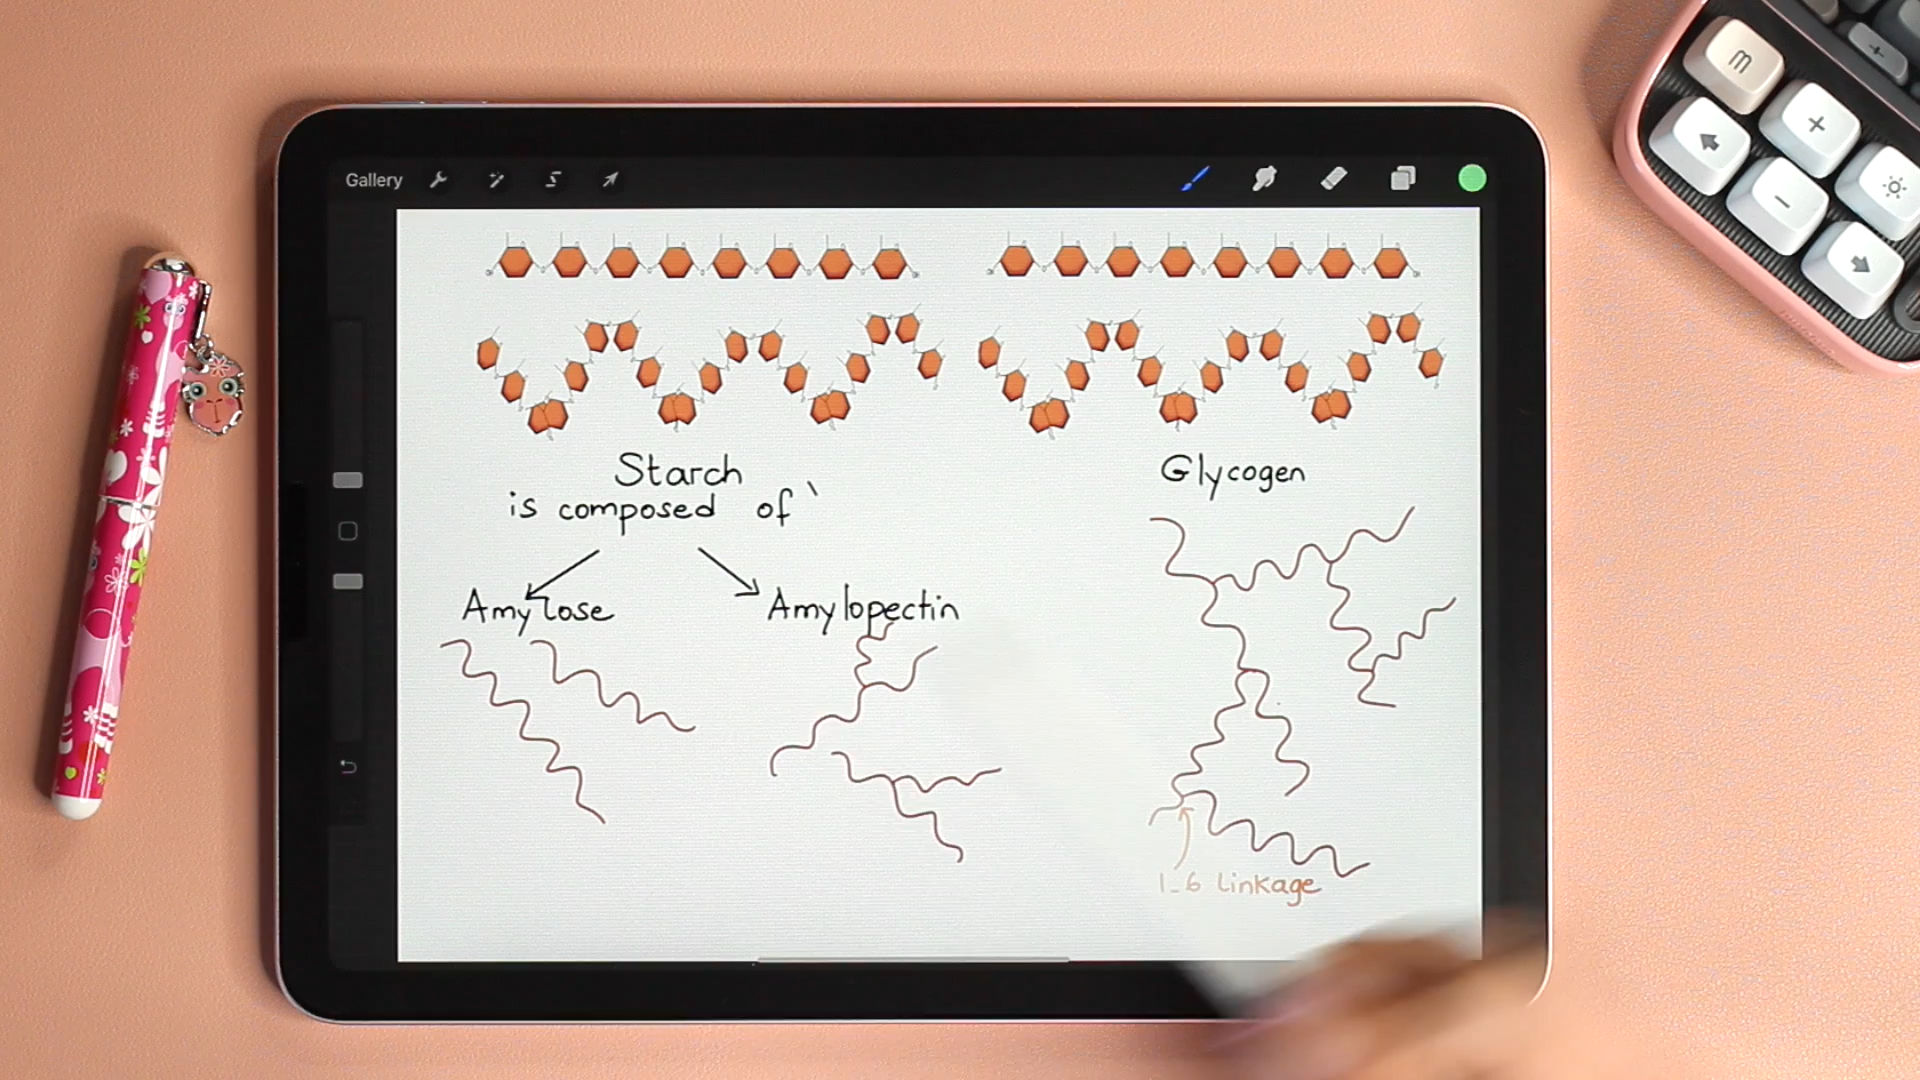 m
+
+
−
Gallery
Starch
is composed of
Glycogen
Amylose
Amylopectin
1-6 linkage